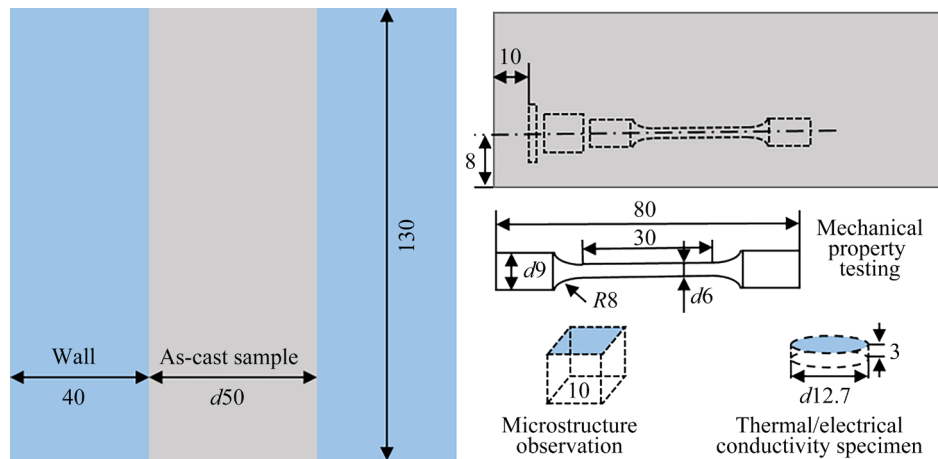 Wall
40
As-cast sample
d50
130
10
8
80
30
d9
R8
d6
Mechanical
property
testing
10
Microstructure
observation
3
d12.7
Thermal/electrical
conductivity specimen